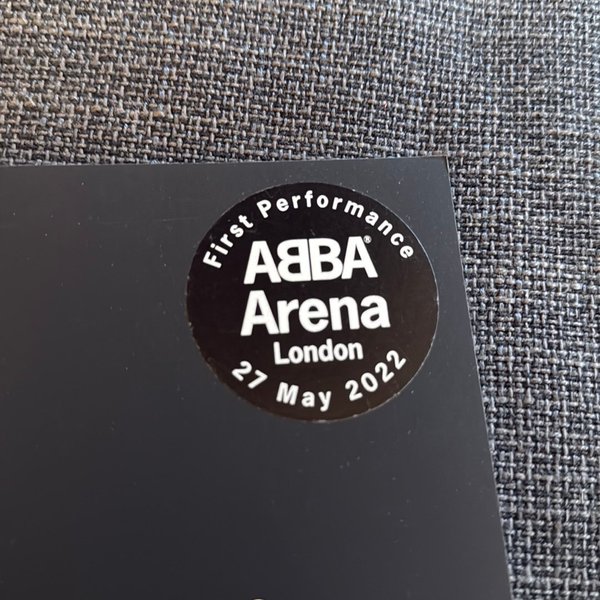 First Performance
ABBA®
Arena
London
27 May 2022